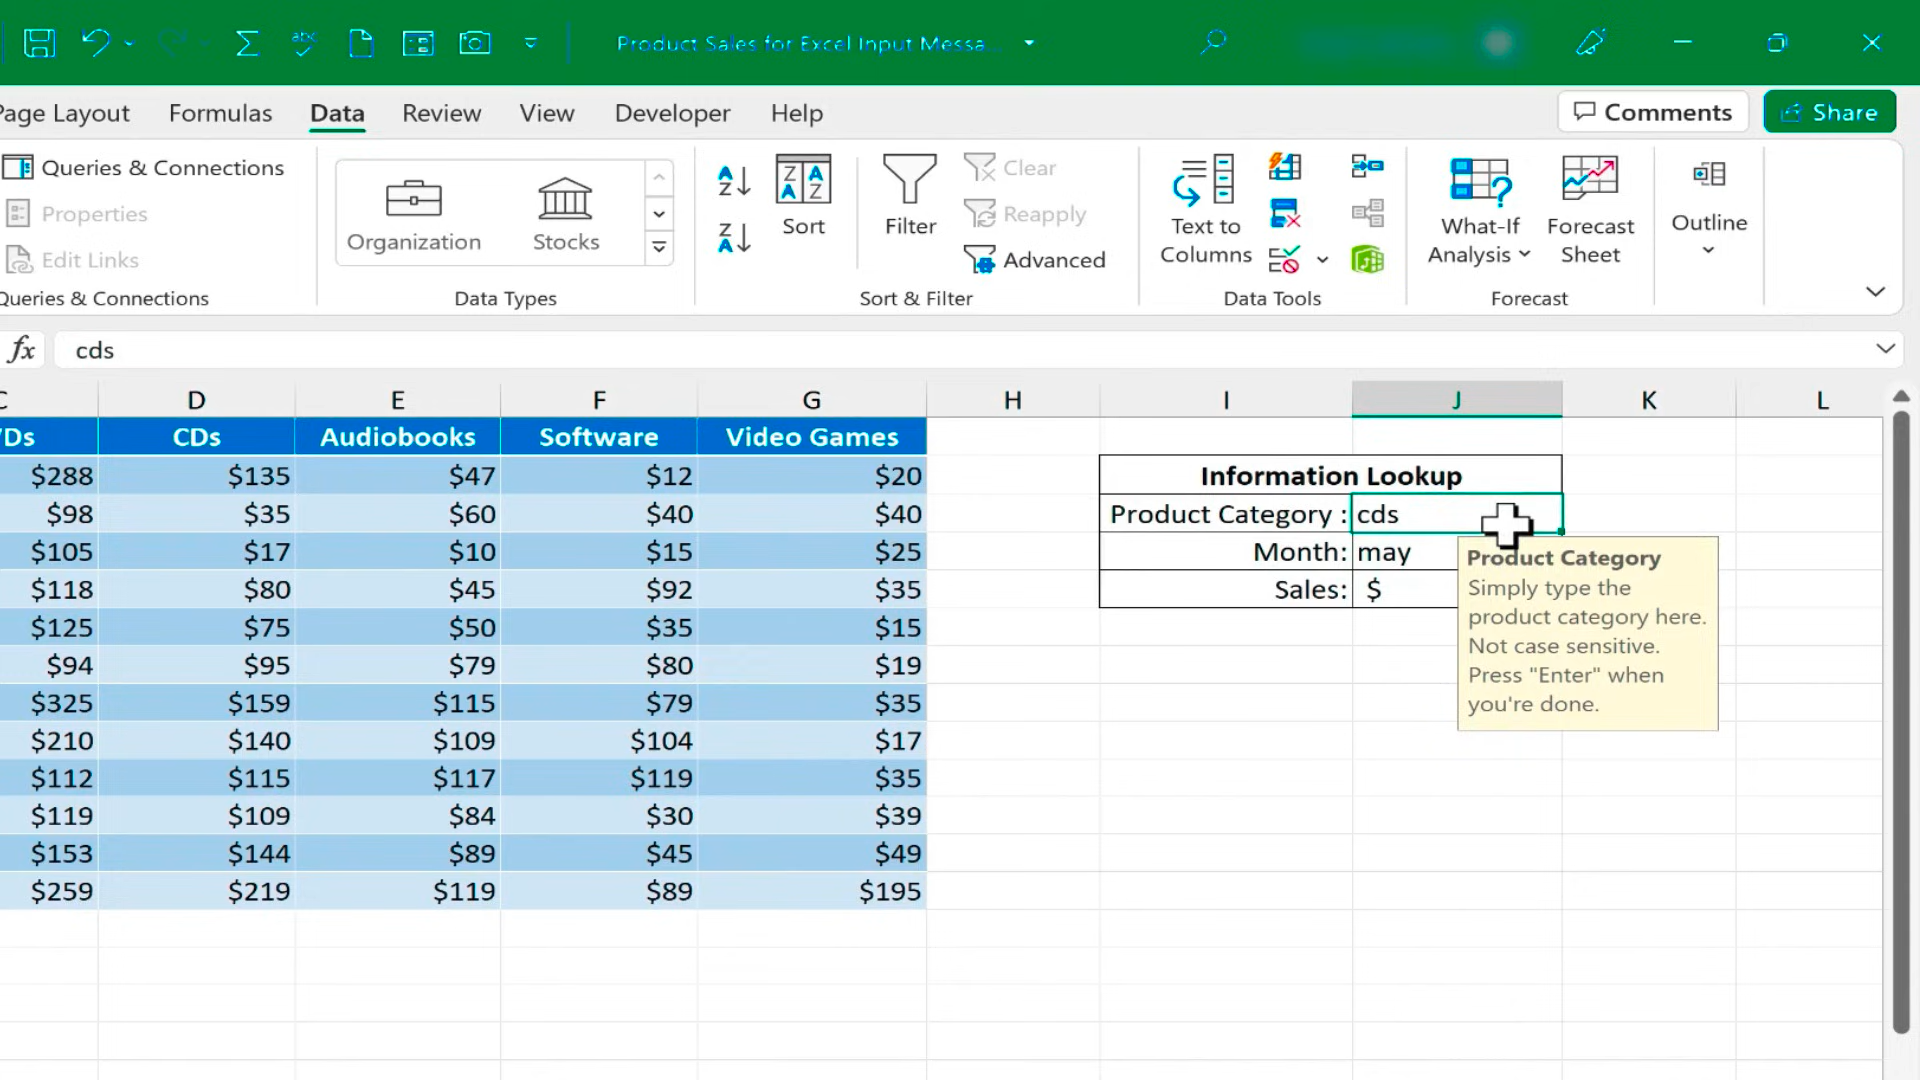 Product Sales for Excel Input Messa...
Page Layout Formulas Data Review View Developer Help Comments Share
Queries & Connections
Properties
Edit Links
Queries & Connections
Organization Stocks
Data Types
Sort Filter
Clear
Reapply
Advanced
Sort & Filter
Text to
Columns
Data Tools
What-If
Analysis
Forecast
Sheet
Forecast
Outline
fx cds
C D E F G H I J K L
Ds CDs Audiobooks Software Video Games
$288 $135 $47 $12 $20 Information Lookup
$98 $35 $60 $40 $40 Product Category : cds
$105 $17 $10 $15 $25 Month: may
$118 $80 $45 $92 $35 Sales: $
$125 $75 $50 $35 $15
$94 $95 $79 $80 $19
$325 $159 $115 $79 $35
$210 $140 $109 $104 $17
$112 $115 $117 $119 $35
$119 $109 $84 $30 $39
$153 $144 $89 $45 $49
$259 $219 $119 $89 $195
Product Category
Simply type the
product category here.
Not case sensitive.
Press "Enter" when
you're done.